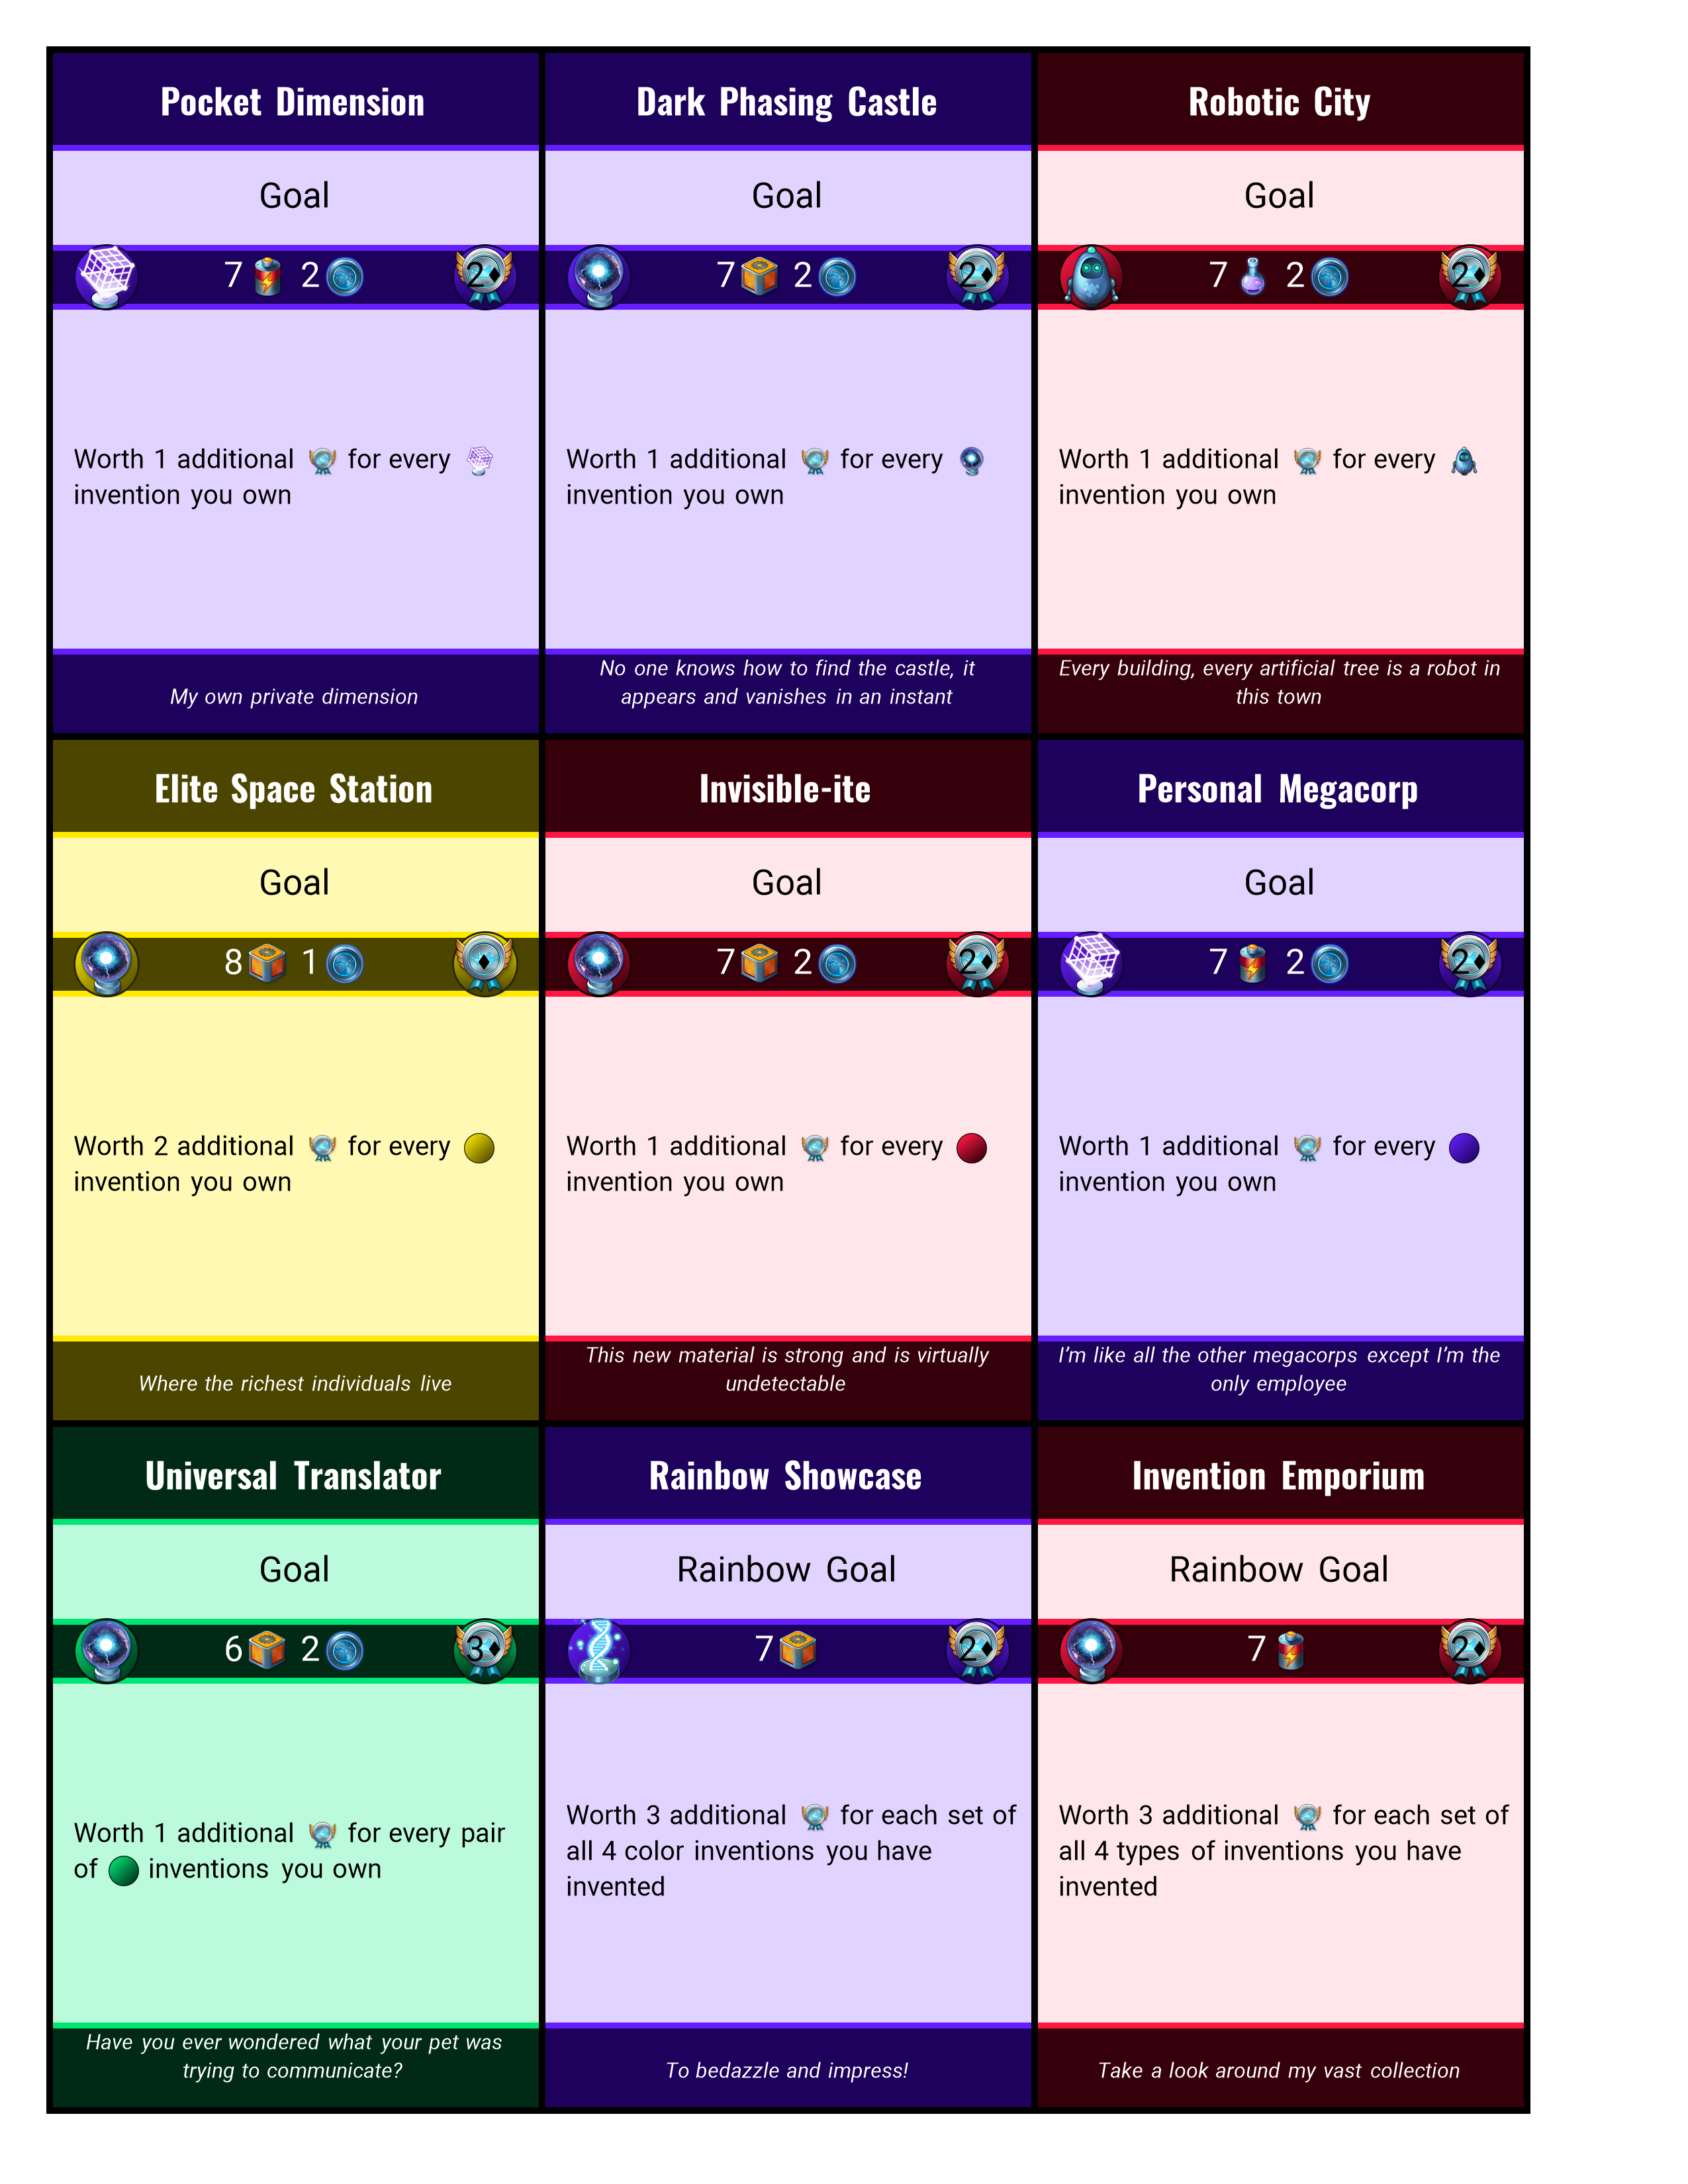 Pocket Dimension
Goal
7 2 2♦
Worth 1 additional for every
invention you own
My own private dimension
Dark Phasing Castle
Goal
7 2 2♦
Worth 1 additional for every
invention you own
No one knows how to find the castle, it
appears and vanishes in an instant
Robotic City
Goal
7 2 2♦
Worth 1 additional for every
invention you own
Every building, every artificial tree is a robot in
this town
Elite Space Station
Goal
8 1 ♦
Worth 2 additional for every
invention you own
Where the richest individuals live
Invisible-ite
Goal
7 2 2♦
Worth 1 additional for every
invention you own
This new material is strong and is virtually
undetectable
Personal Megacorp
Goal
7 2 2♦
Worth 1 additional for every
invention you own
I'm like all the other megacorps except I'm the
only employee
Universal Translator
Goal
6 2 3♦
Worth 1 additional for every pair
of inventions you own
Have you ever wondered what your pet was
trying to communicate?
Rainbow Showcase
Rainbow Goal
7 2♦
Worth 3 additional for each set of
all 4 color inventions you have
invented
To bedazzle and impress!
Invention Emporium
Rainbow Goal
7 2♦
Worth 3 additional for each set of
all 4 types of inventions you have
invented
Take a look around my vast collection